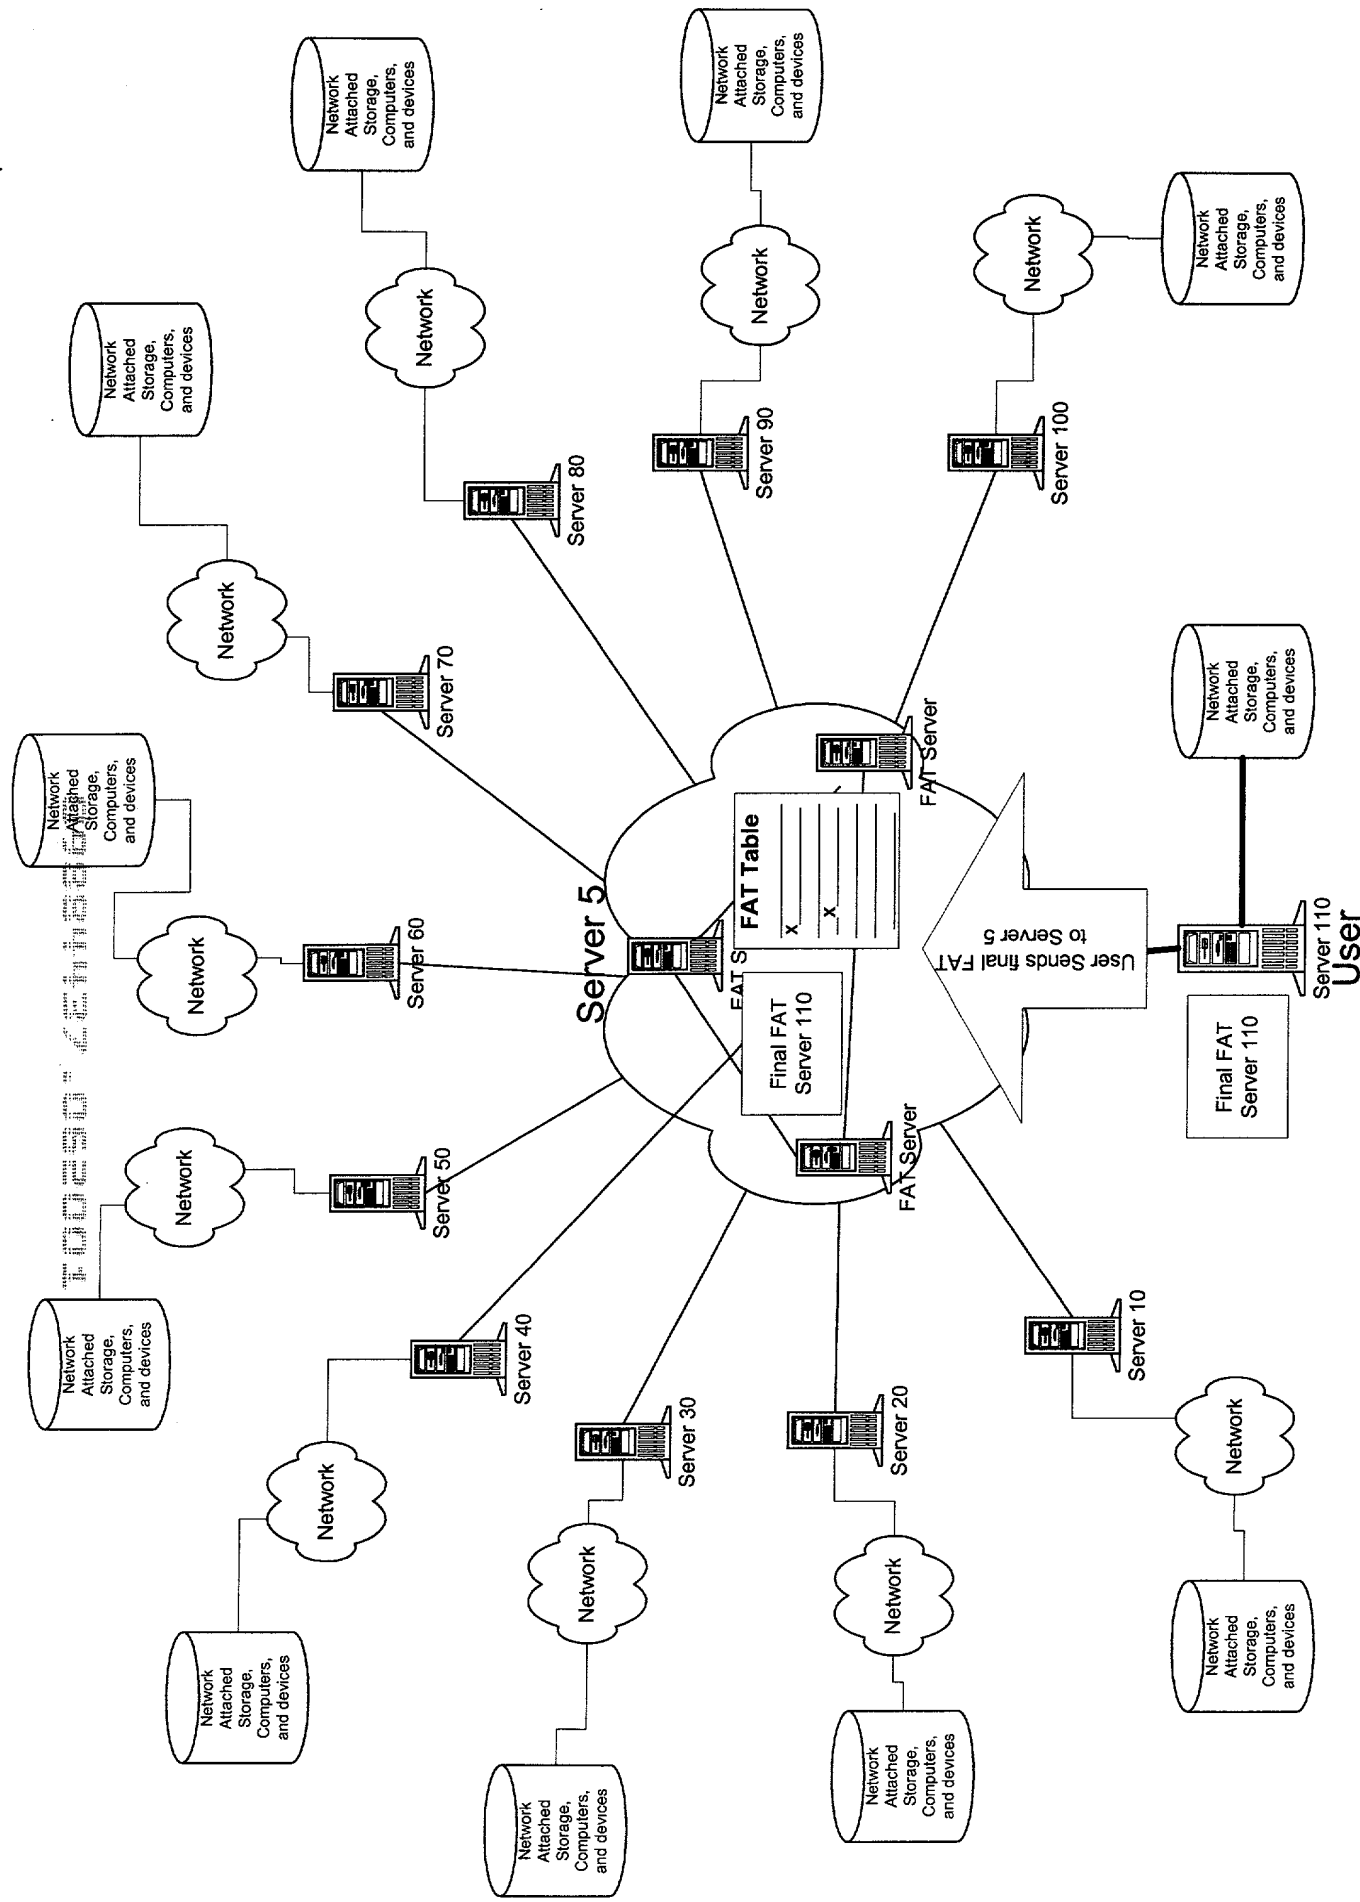 Network
Attached
Storage,
Computers,
and devices
Network
Server 50
Network
Attached
Storage,
Computers,
and devices
Network
Server 60
Network
Attached
Storage,
Computers,
and devices
Network
Server 70
Network
Attached
Storage,
Computers,
and devices
Network
Server 80
Network
Attached
Storage,
Computers,
and devices
Network
Server 40
Network
Attached
Storage,
Computers,
and devices
Network
Server 30
Network
Attached
Storage,
Computers,
and devices
Network
Server 90
Server 5
FAT S
FAT Table
x
x
Final FAT
Server 110
FAT Server
FAT Server
Network
Attached
Storage,
Computers,
and devices
Network
Server 20
Network
Attached
Storage,
Computers,
and devices
Network
Server 100
User Sends final FAT
to Server 5
Network
Attached
Storage,
Computers,
and devices
Network
Server 10
Final FAT
Server 110
Server 110
User
Network
Attached
Storage,
Computers,
and devices